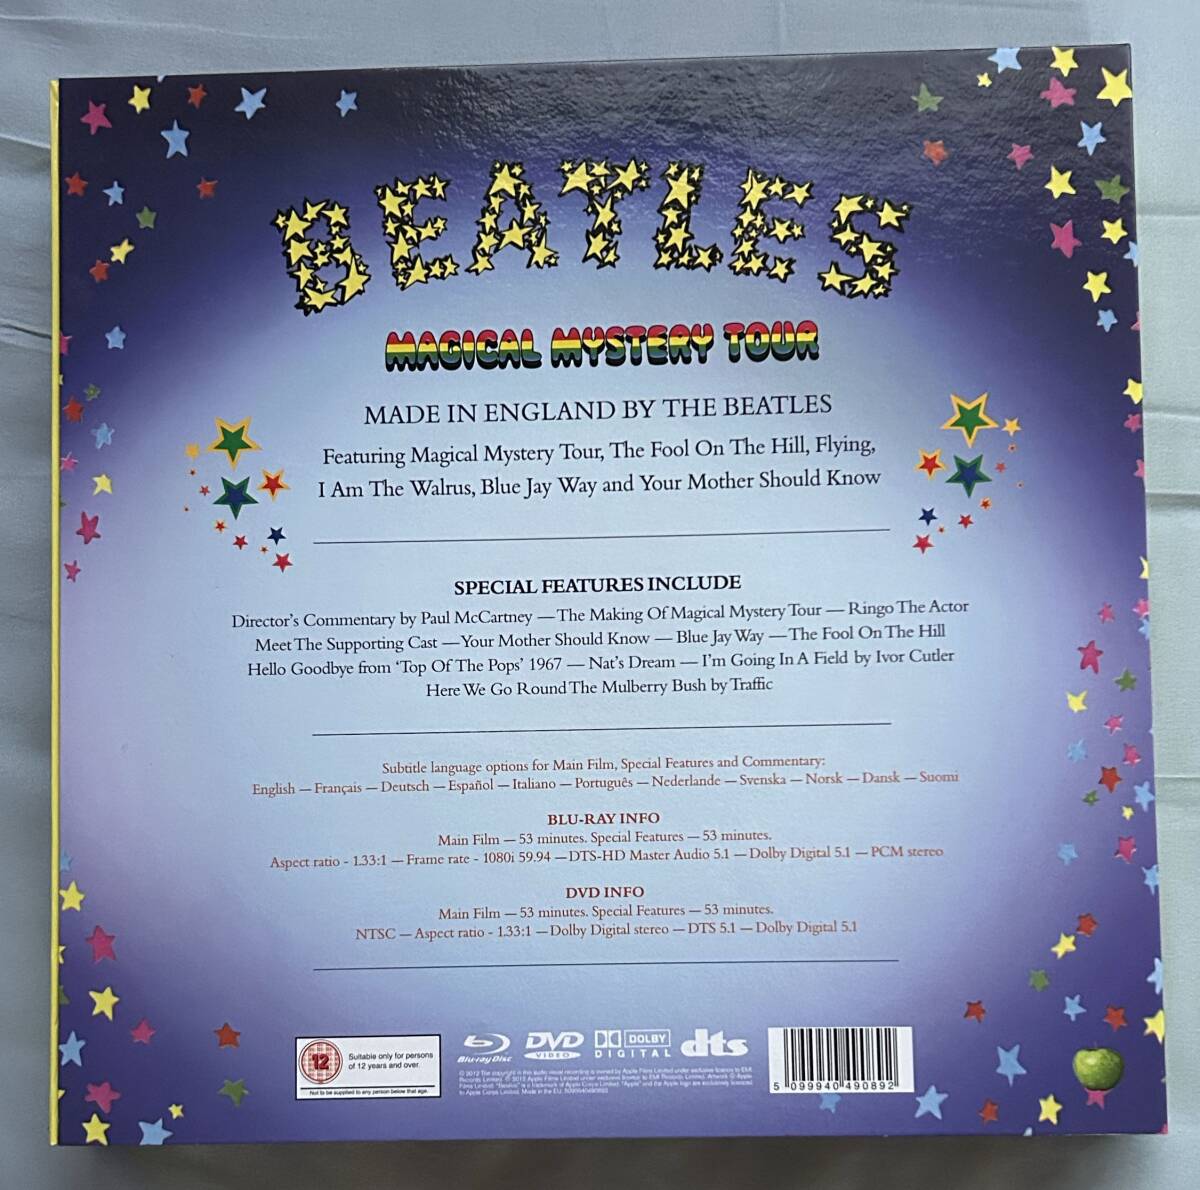 BEATLES
MAGICAL MYSTERY TOUR
MADE IN ENGLAND BY THE BEATLES
Featuring Magical Mystery Tour, The Fool On The Hill, Flying,
I Am The Walrus, Blue Jay Way and Your Mother Should Know
SPECIAL FEATURES INCLUDE
Director's Commentary by Paul McCartney — The Making Of Magical Mystery Tour — Ringo The Actor
Meet The Supporting Cast — Your Mother Should Know — Blue Jay Way — The Fool On The Hill
Hello Goodbye from 'Top Of The Pops' 1967 — Nat's Dream — I'm Going In A Field by Ivor Cutler
Here We Go Round The Mulberry Bush by Traffic
Subtitle language options for Main Film, Special Features and Commentary:
English — Français — Deutsch — Español — Italiano — Português — Nederlande — Svenska — Norsk — Dansk — Suomi
BLU-RAY INFO
Main Film — 53 minutes. Special Features — 53 minutes.
Aspect ratio - 1.33:1 — Frame rate - 1080i 59.94 — DTS-HD Master Audio 5.1 — Dolby Digital 5.1 — PCM stereo
DVD INFO
Main Film — 53 minutes. Special Features — 53 minutes.
NTSC — Aspect ratio - 1.33:1 — Dolby Digital stereo — DTS 5.1 — Dolby Digital 5.1
12
Suitable only for persons
of 12 years and over.
Not to be supplied to any person below that age.
Blu-ray Disc
DVD
VIDEO
DOLBY
DIGITAL
dts
5 099940 490892